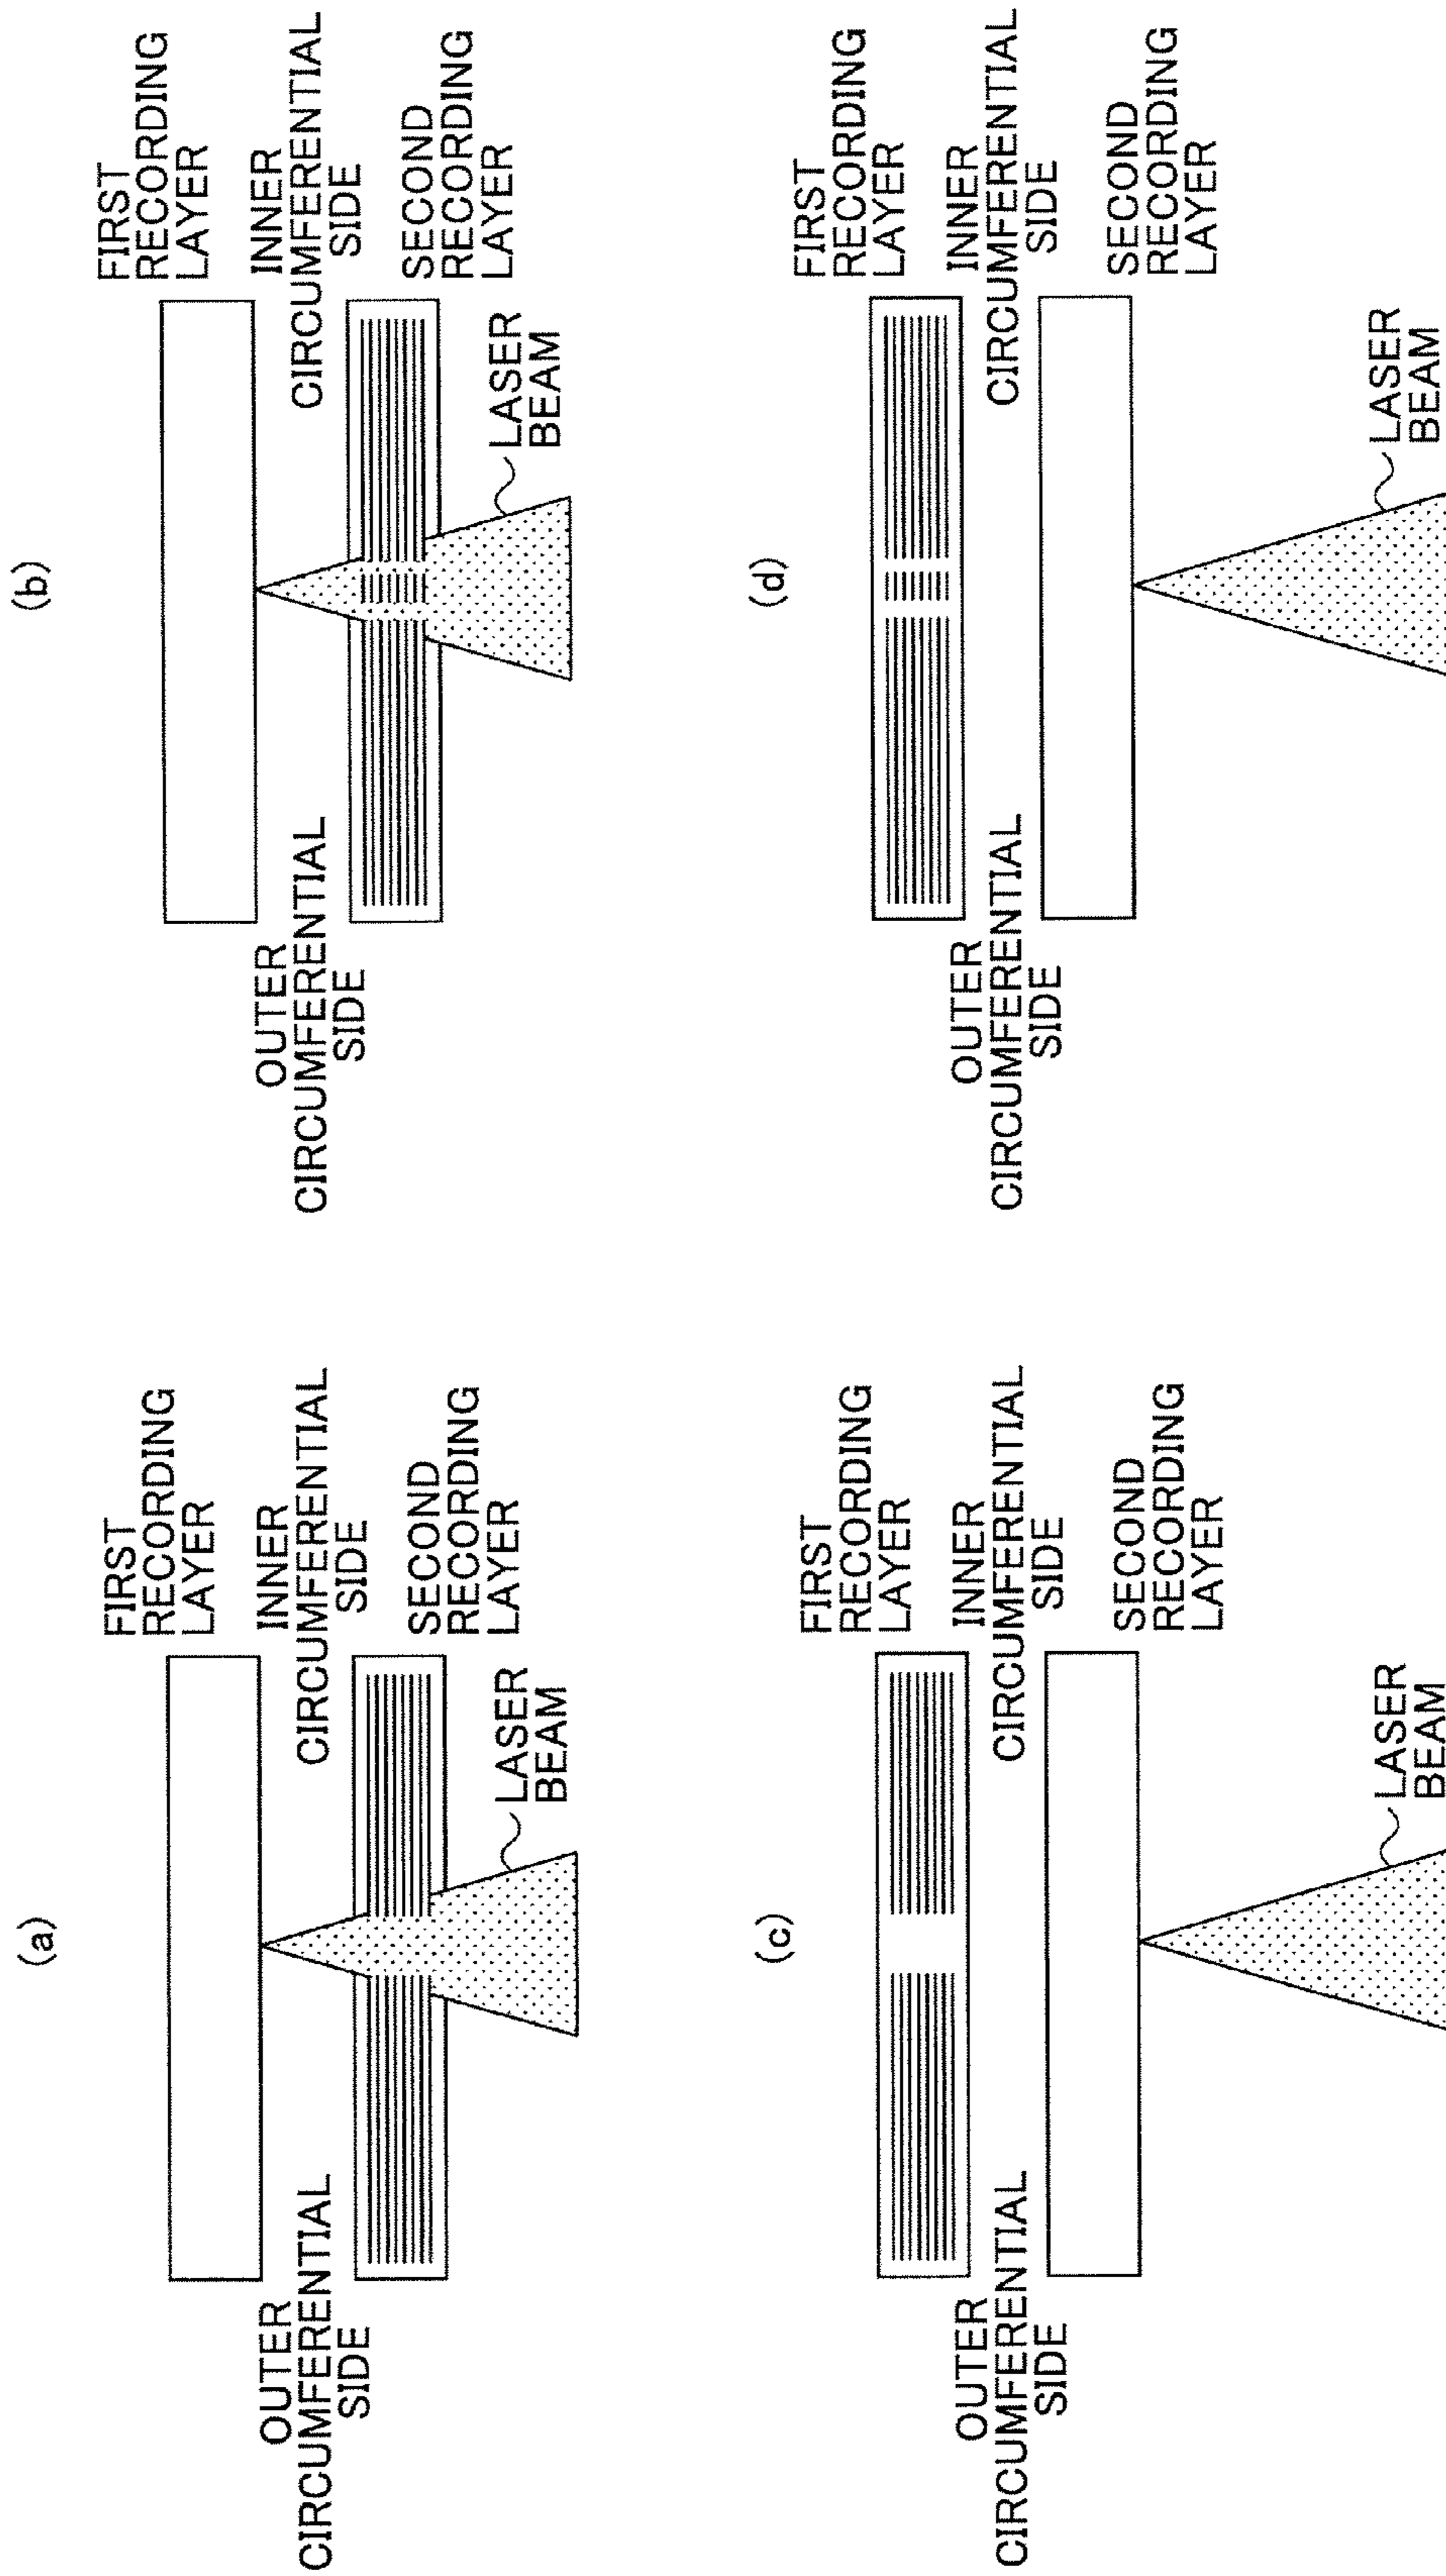 (a)
FIRST
RECORDING
LAYER
OUTER
CIRCUMFERENTIAL
SIDE
INNER
CIRCUMFERENTIAL
SIDE
SECOND
RECORDING
LAYER
LASER
BEAM
(b)
FIRST
RECORDING
LAYER
OUTER
CIRCUMFERENTIAL
SIDE
INNER
CIRCUMFERENTIAL
SIDE
SECOND
RECORDING
LAYER
LASER
BEAM
(c)
FIRST
RECORDING
LAYER
OUTER
CIRCUMFERENTIAL
SIDE
INNER
CIRCUMFERENTIAL
SIDE
SECOND
RECORDING
LAYER
LASER
BEAM
(d)
FIRST
RECORDING
LAYER
OUTER
CIRCUMFERENTIAL
SIDE
INNER
CIRCUMFERENTIAL
SIDE
SECOND
RECORDING
LAYER
LASER
BEAM